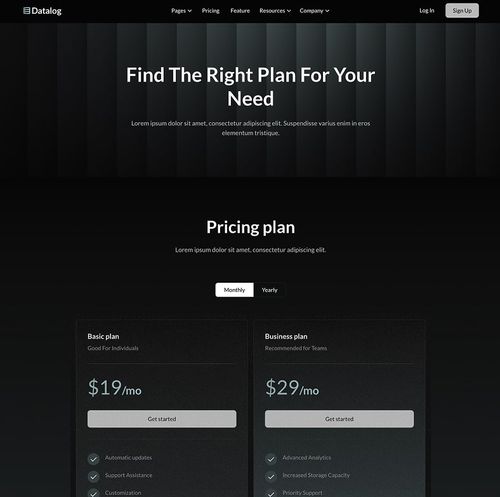 Datalog
Pages
Pricing
Feature
Resources
Company
Log In
Sign Up
Find The Right Plan For Your
Need
Lorem ipsum dolor sit amet, consectetur adipiscing elit. Suspendisse varius enim in eros
elementum tristique.
Pricing plan
Lorem ipsum dolor sit amet, consectetur adipiscing elit.
Monthly
Yearly
Basic plan
Good For Individuals
$19/mo
Get started
Automatic updates
Support Assistance
Customization
Business plan
Recommended for Teams
$29/mo
Get started
Advanced Analytics
Increased Storage Capacity
Priority Support